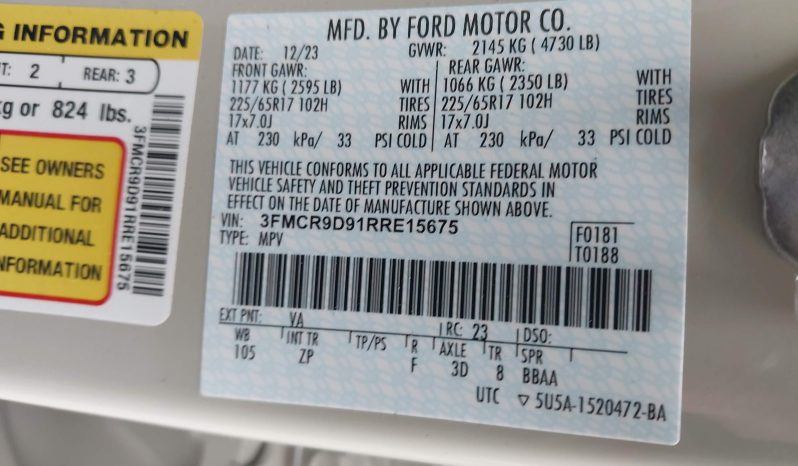 G INFORMATION
T: 2 REAR: 3
kg or 824 lbs.
SEE OWNERS
MANUAL FOR
ADDITIONAL
NFORMATION
3FMCR9D91RRE15675
MFD. BY FORD MOTOR CO.
DATE: 12/23 GVWR: 2145 KG ( 4730 LB)
FRONT GAWR: REAR GAWR:
1177 KG ( 2595 LB) WITH 1066 KG ( 2350 LB) WITH
225/65R17 102H TIRES 225/65R17 102H TIRES
17x7.0J RIMS 17x7.0J RIMS
AT 230 kPa/ 33 PSI COLD AT 230 kPa/ 33 PSI COLD
THIS VEHICLE CONFORMS TO ALL APPLICABLE FEDERAL MOTOR
VEHICLE SAFETY AND THEFT PREVENTION STANDARDS IN
EFFECT ON THE DATE OF MANUFACTURE SHOWN ABOVE.
VIN: 3FMCR9D91RRE15675 F0181
TYPE: MPV T0188
EXT PNT: VA RC: 23 DSO:
WB INT TR TP/PS R AXLE TR SPR
105 ZP F 3D 8 BBAA
UTC ▽ 5U5A-1520472-BA